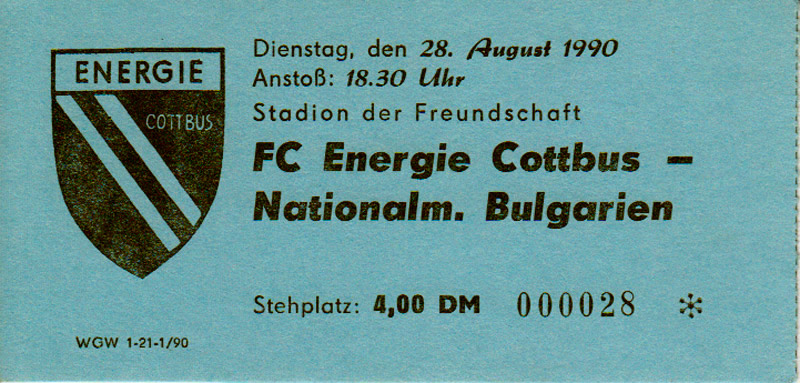 ENERGIE
COTTBUS
Dienstag, den 28. August 1990
Anstoß: 18.30 Uhr
Stadion der Freundschaft
FC Energie Cottbus –
Nationalm. Bulgarien
Stehplatz: 4,00 DM 000028 *
WGW 1-21-1/90